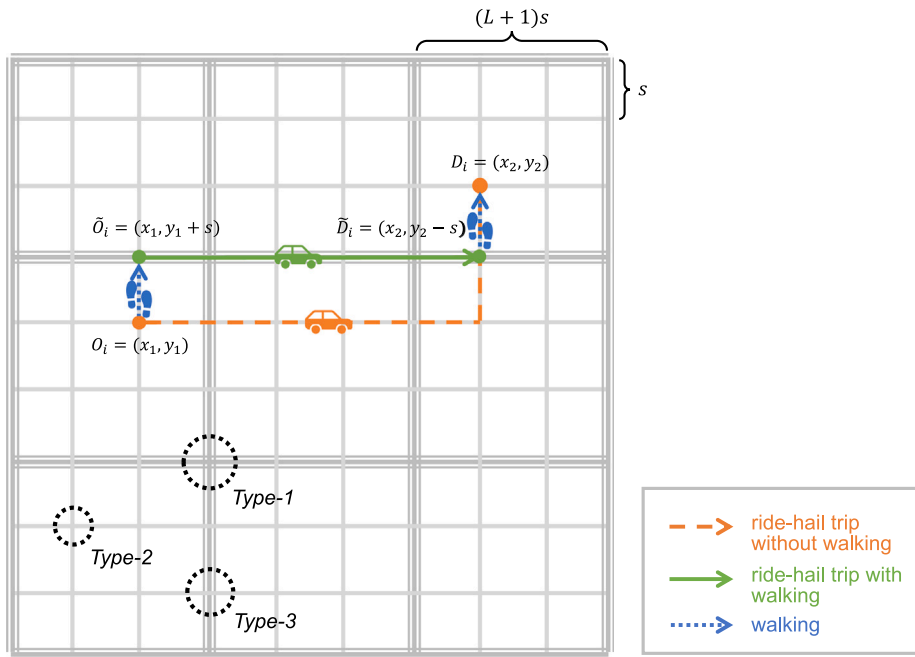 (L + 1)s
s
D_i = (x_2, y_2)
Õ_i = (x_1, y_1 + s)
D̃_i = (x_2, y_2 − s)
O_i = (x_1, y_1)
Type-1
Type-2
Type-3
ride-hail trip
without walking
ride-hail trip with
walking
walking